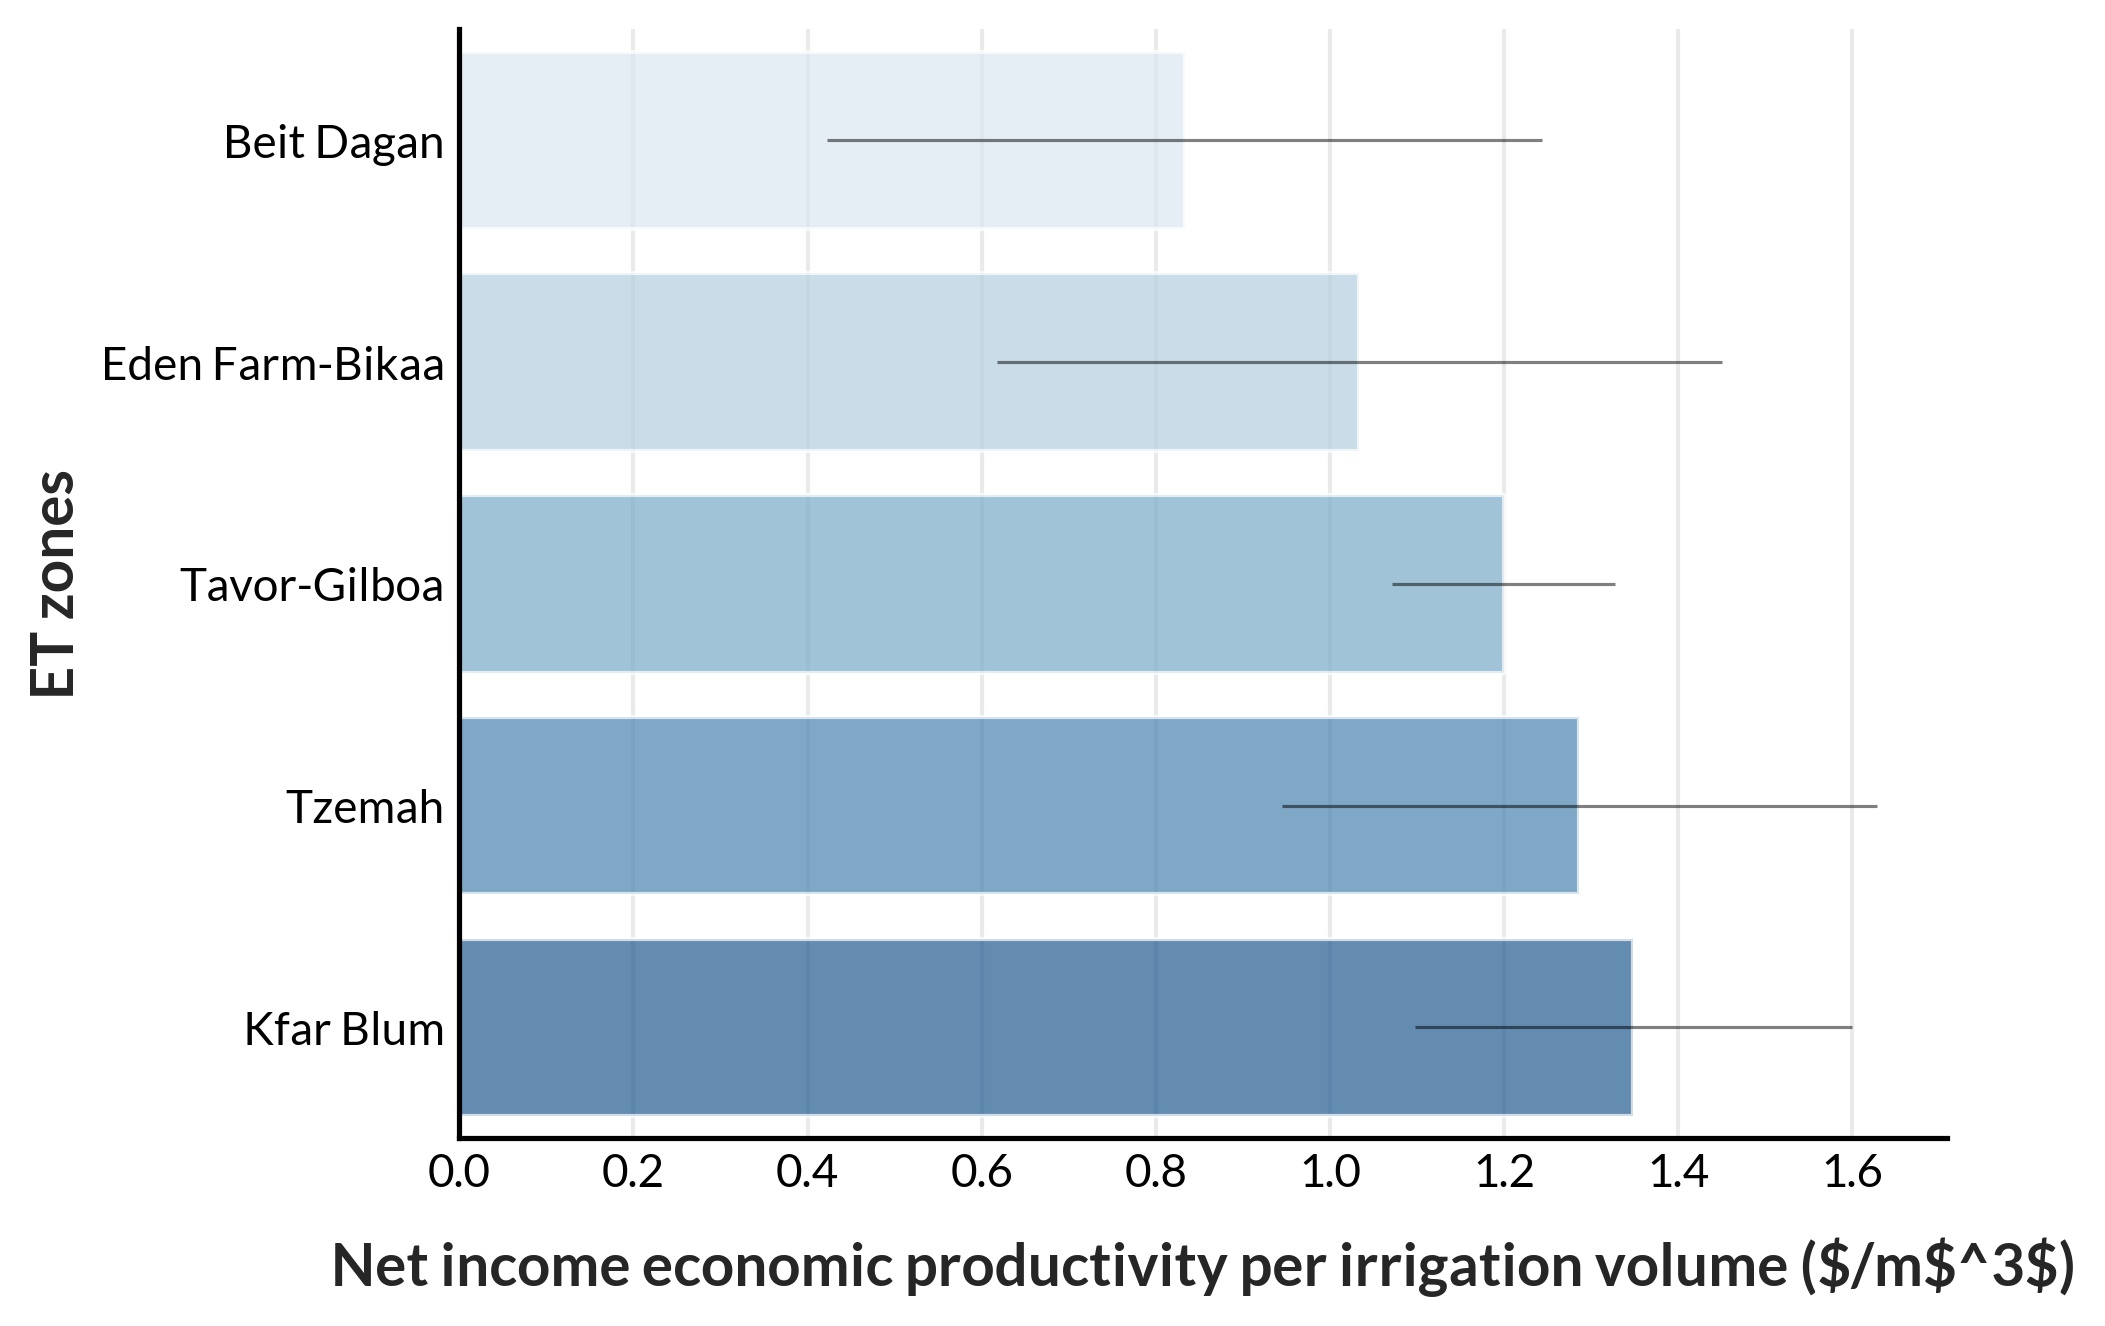 Beit Dagan
Eden Farm-Bikaa
Tavor-Gilboa
Tzemah
Kfar Blum
ET zones
0.0 0.2 0.4 0.6 0.8 1.0 1.2 1.4 1.6
Net income economic productivity per irrigation volume ($/m$^3$)